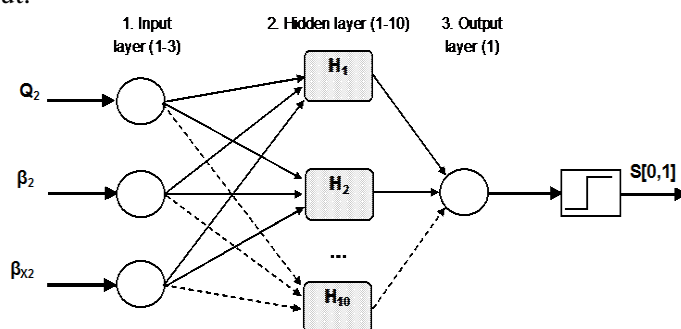 1. Input
layer (1-3)
2. Hidden layer (1-10)
3. Output
layer (1)
Q2
β2
βX2
H1
H2
...
H10
S[0,1]